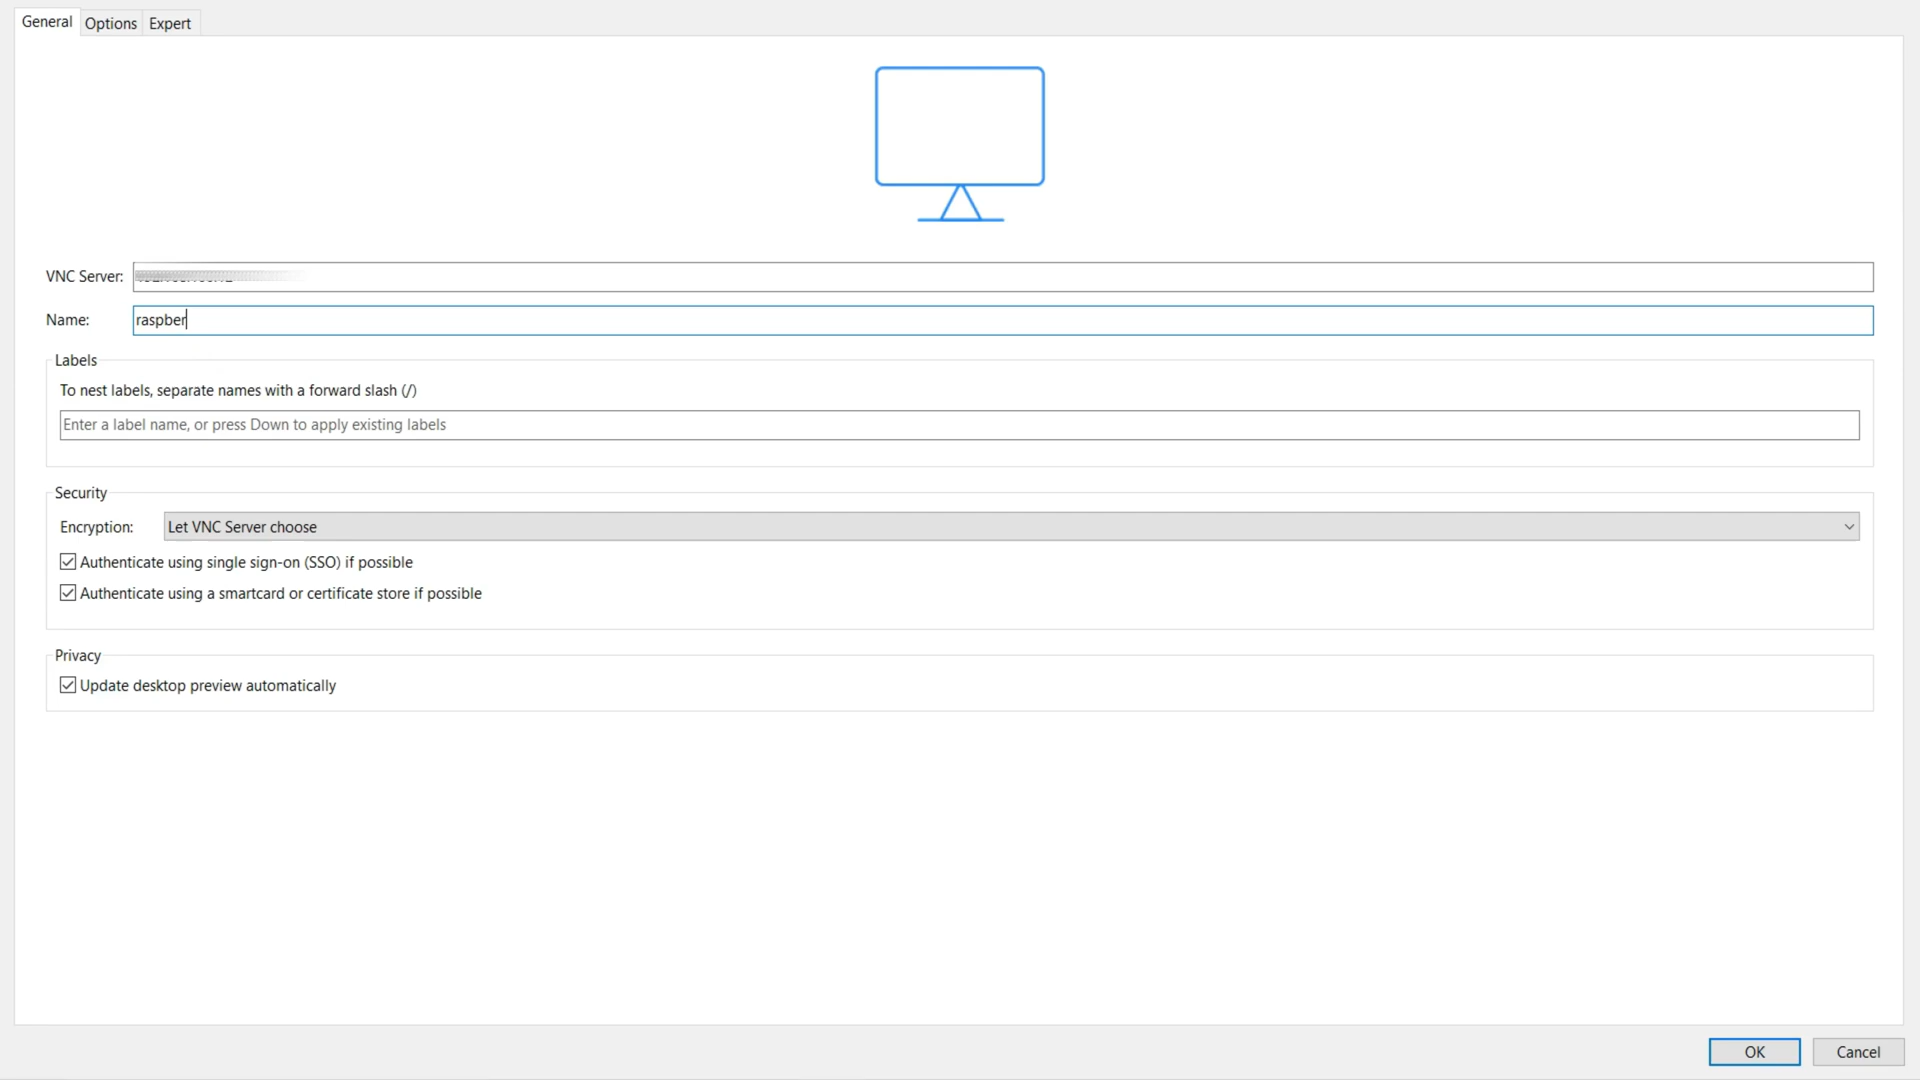 General Options Expert
VNC Server:
Name: raspber
Labels
To nest labels, separate names with a forward slash (/)
Enter a label name, or press Down to apply existing labels
Security
Encryption: Let VNC Server choose
Authenticate using single sign-on (SSO) if possible
Authenticate using a smartcard or certificate store if possible
Privacy
Update desktop preview automatically
OK Cancel